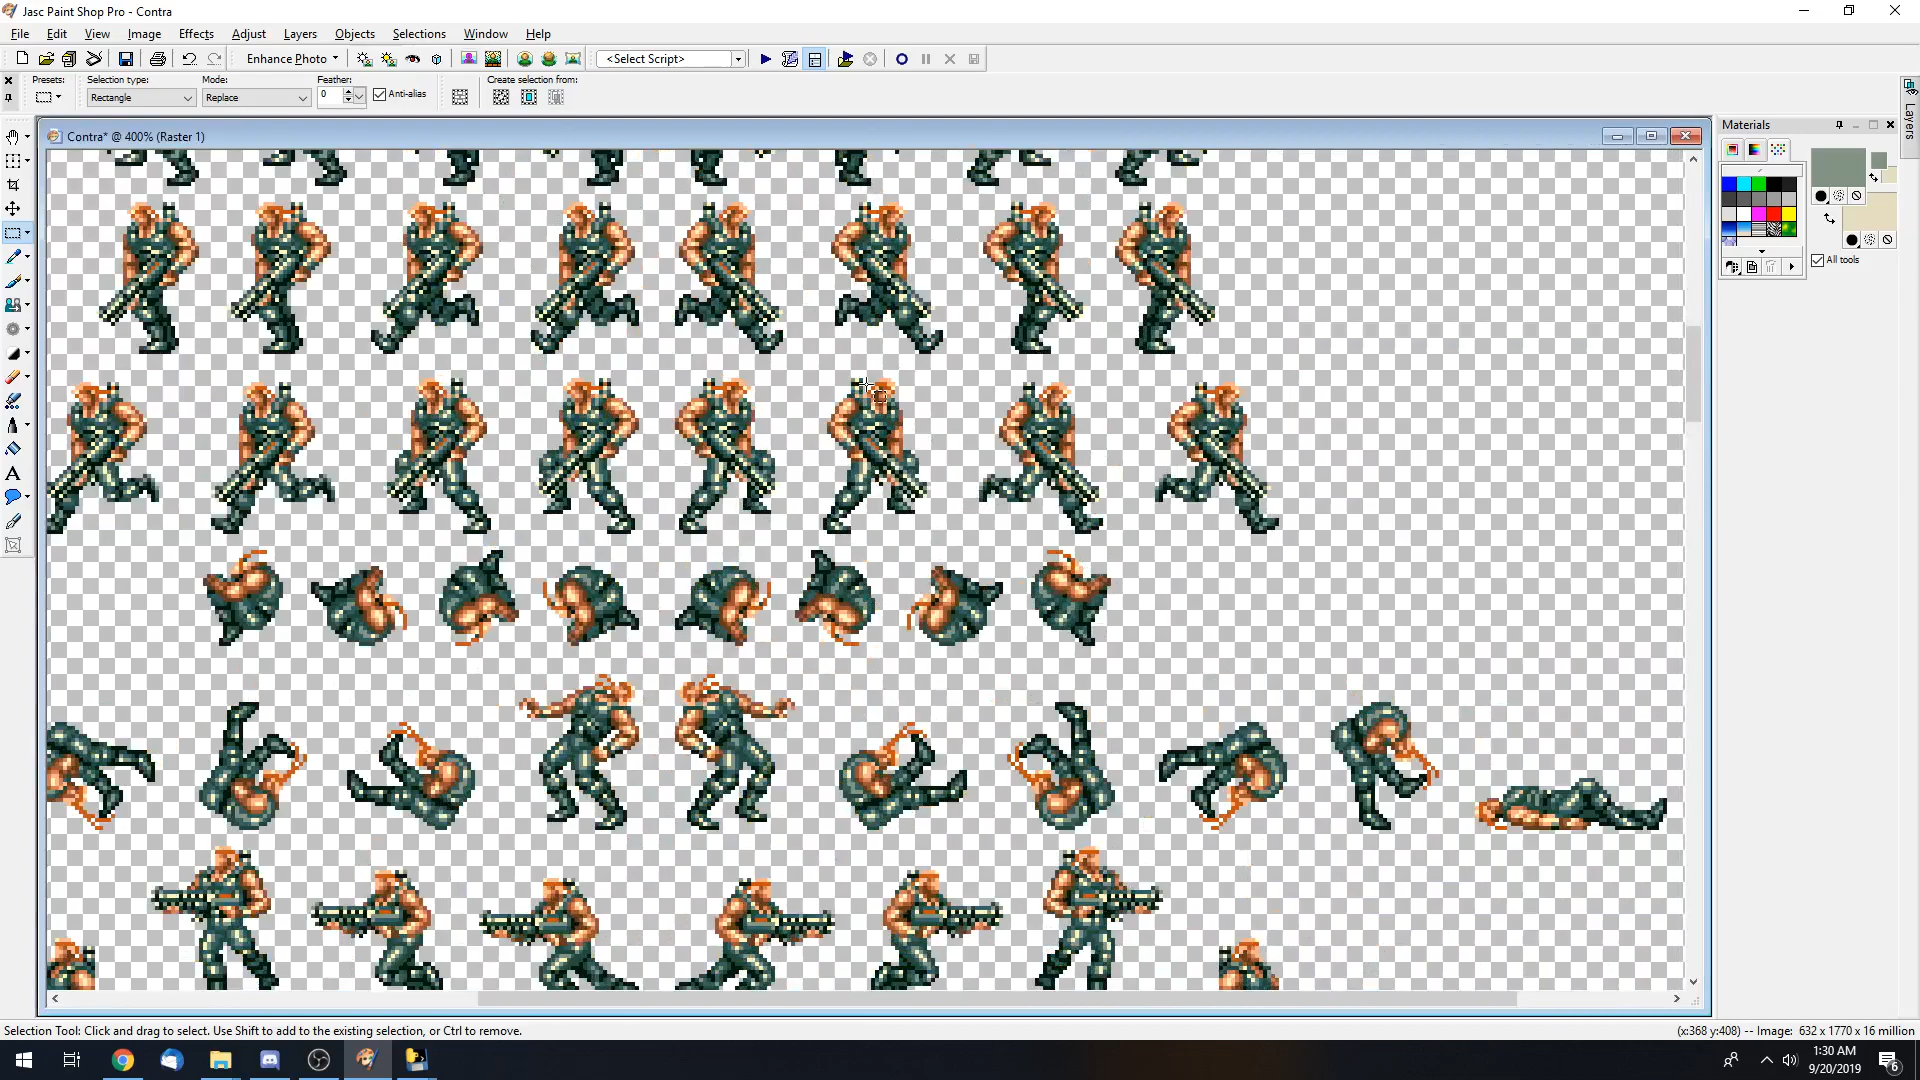 Jasc Paint Shop Pro - Contra
File Edit View Image Effects Adjust Layers Objects Selections Window Help
Enhance Photo <Select Script>
Presets: Selection type: Mode: Feather: Create selection from:
Rectangle Replace 0 Anti-alias
Contra* @ 400% (Raster 1)
Materials
Layers
All tools
A
Selection Tool: Click and drag to select. Use Shift to add to the existing selection, or Ctrl to remove.
(x:368 y:408) -- Image: 632 x 1770 x 16 million
1:30 AM
9/20/2019
6